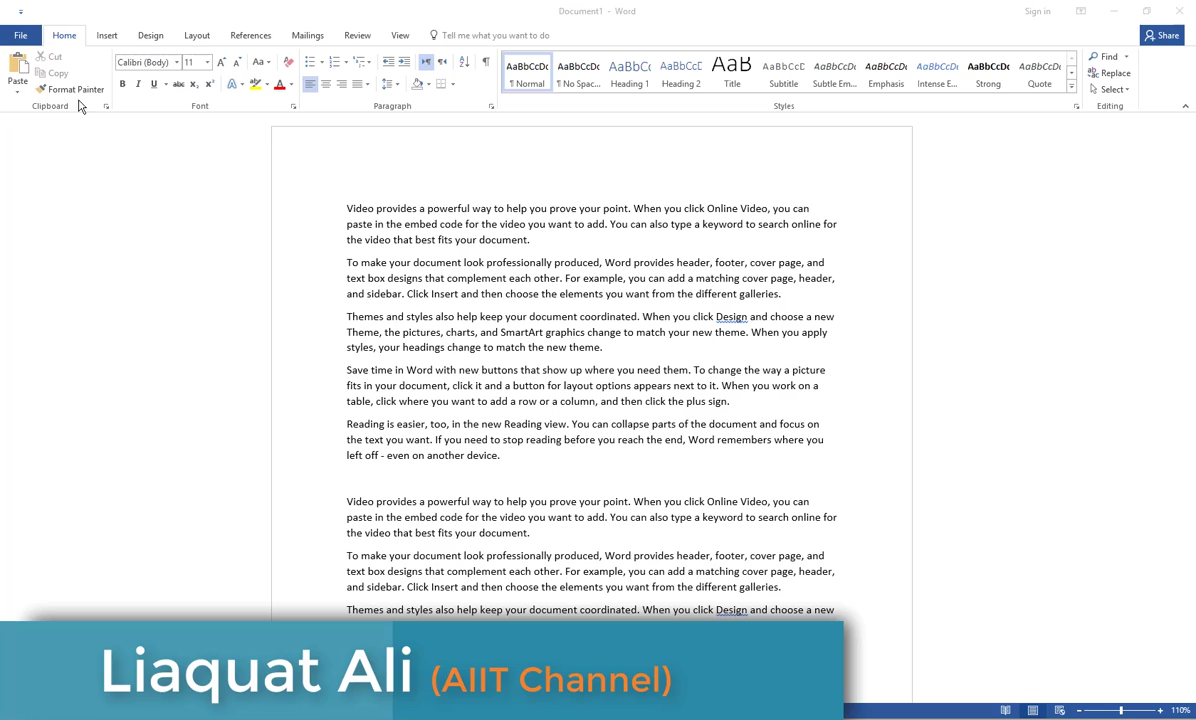 Document1 - Word
Sign in
File Home Insert Design Layout References Mailings Review View Tell me what you want to do Share
Paste
Cut
Copy
Format Painter
Clipboard
Calibri (Body) 11 A A Aa
B I U abc x₂ x² A ab A
Font
Paragraph
AaBbCcDc AaBbCcDc AaBbCc AaBbCcD AaB AaBbCcD AaBbCcDc AaBbCcDc AaBbCcDc AaBbCcDc AaBbCcDc
¶ Normal ¶ No Spac... Heading 1 Heading 2 Title Subtitle Subtle Em... Emphasis Intense E... Strong Quote
Styles
Find
Replace
Select
Editing
Video provides a powerful way to help you prove your point. When you click Online Video, you can
paste in the embed code for the video you want to add. You can also type a keyword to search online for
the video that best fits your document.
To make your document look professionally produced, Word provides header, footer, cover page, and
text box designs that complement each other. For example, you can add a matching cover page, header,
and sidebar. Click Insert and then choose the elements you want from the different galleries.
Themes and styles also help keep your document coordinated. When you click Design and choose a new
Theme, the pictures, charts, and SmartArt graphics change to match your new theme. When you apply
styles, your headings change to match the new theme.
Save time in Word with new buttons that show up where you need them. To change the way a picture
fits in your document, click it and a button for layout options appears next to it. When you work on a
table, click where you want to add a row or a column, and then click the plus sign.
Reading is easier, too, in the new Reading view. You can collapse parts of the document and focus on
the text you want. If you need to stop reading before you reach the end, Word remembers where you
left off - even on another device.
Video provides a powerful way to help you prove your point. When you click Online Video, you can
paste in the embed code for the video you want to add. You can also type a keyword to search online for
the video that best fits your document.
To make your document look professionally produced, Word provides header, footer, cover page, and
text box designs that complement each other. For example, you can add a matching cover page, header,
and sidebar. Click Insert and then choose the elements you want from the different galleries.
Themes and styles also help keep your document coordinated. When you click Design and choose a new
Liaquat Ali (AIIT Channel)
110%